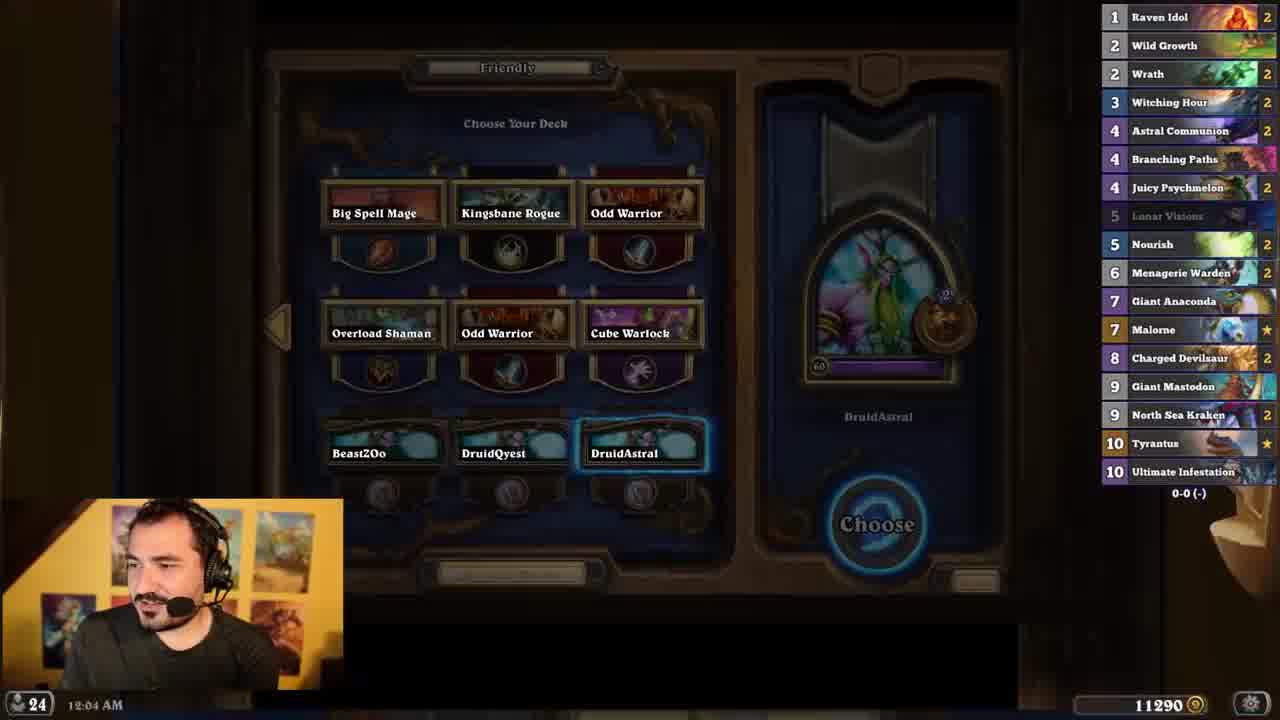 Friendly
Choose Your Deck
Big Spell Mage
Kingsbane Rogue
Odd Warrior
Overload Shaman
Odd Warrior
Cube Warlock
BeastZOo
DruidQyest
DruidAstral
60
DruidAstral
Choose
1 Raven Idol 2
2 Wild Growth
2 Wrath 2
3 Witching Hour 2
4 Astral Communion 2
4 Branching Paths
4 Juicy Psychmelon 2
5 Lunar Visions
5 Nourish 2
6 Menagerie Warden 2
7 Giant Anaconda
7 Malorne
8 Charged Devilsaur 2
9 Giant Mastodon
9 North Sea Kraken 2
10 Tyrantus
10 Ultimate Infestation
0-0 (-)
24
12:04 AM
11290